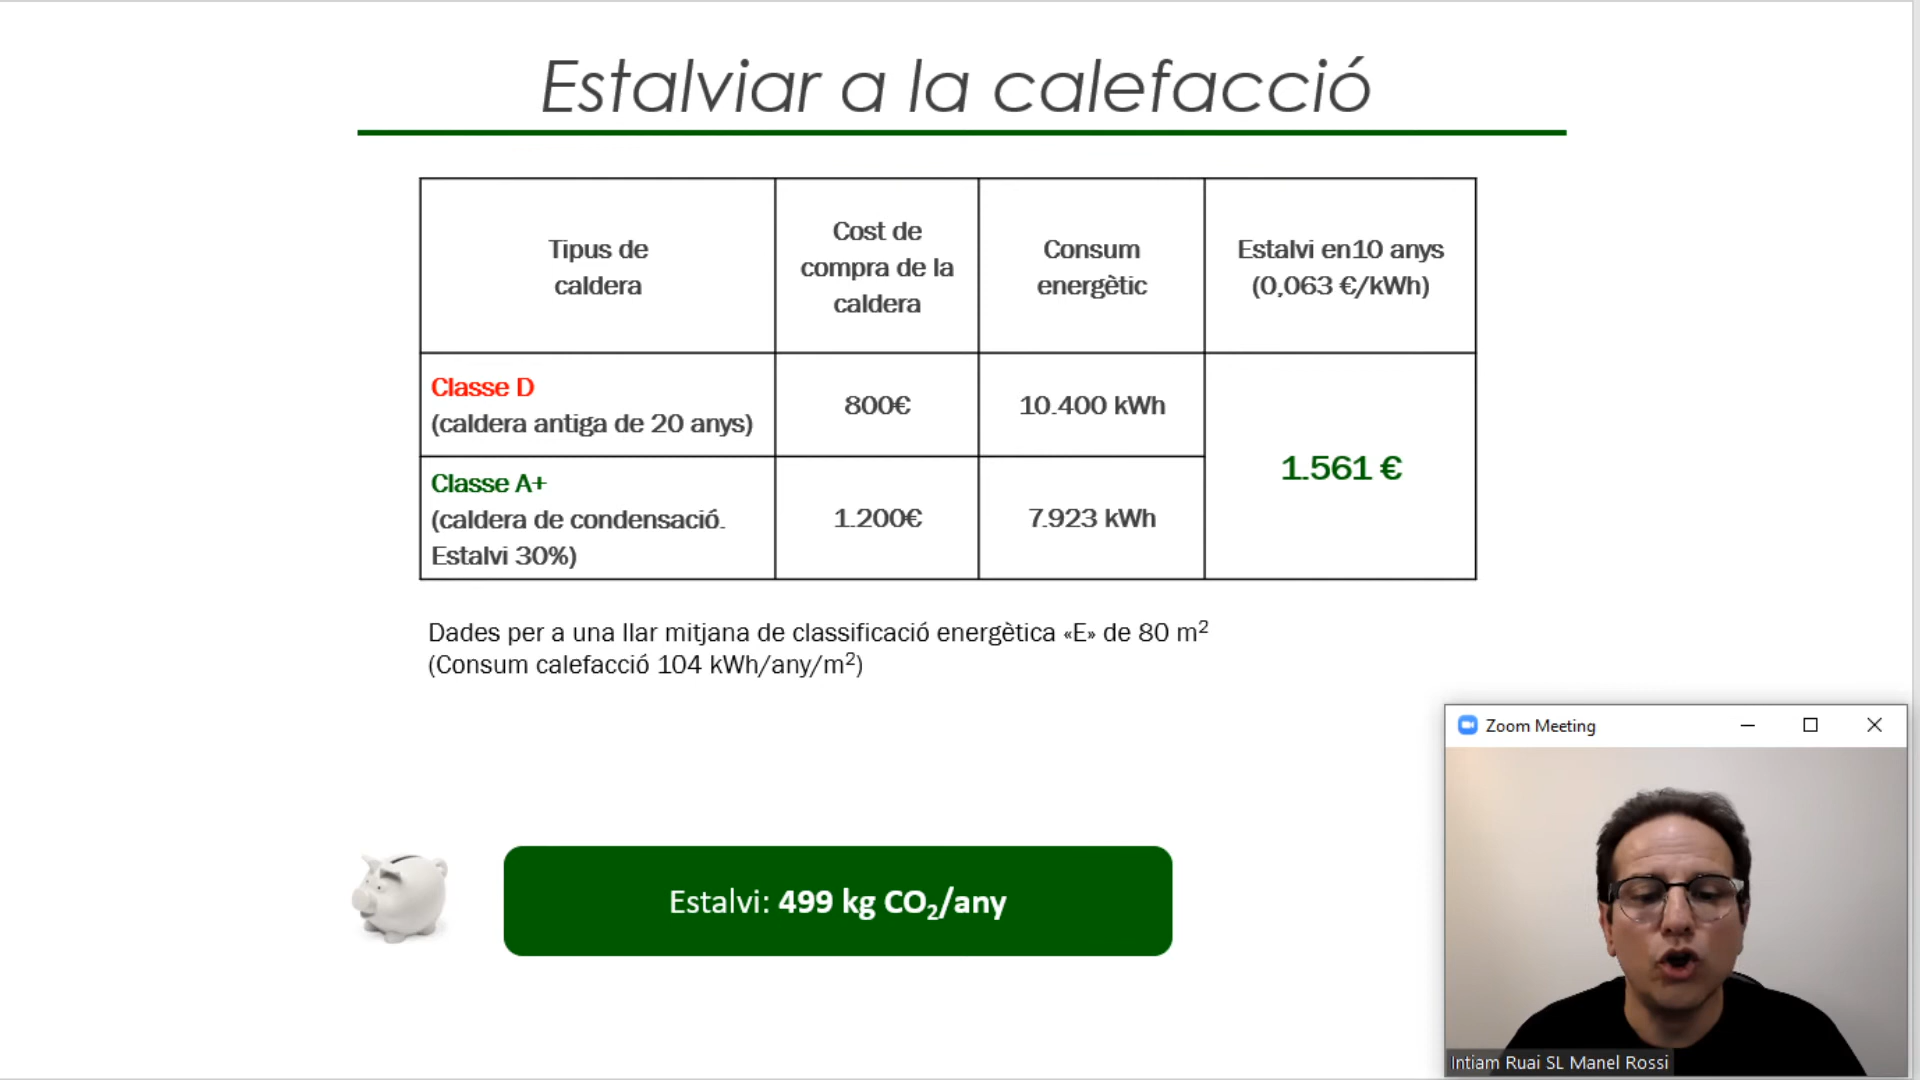 Estalviar a la calefacció
Tipus de
caldera
Cost de
compra de la
caldera
Consum
energètic
Estalvi en10 anys
(0,063 €/kWh)
Classe D
(caldera antiga de 20 anys)
800€
10.400 kWh
1.561 €
Classe A+
(caldera de condensació.
Estalvi 30%)
1.200€
7.923 kWh
Dades per a una llar mitjana de classificació energètica «E» de 80 m²
(Consum calefacció 104 kWh/any/m²)
Estalvi: 499 kg CO₂/any
Zoom Meeting
Intiam Ruai SL Manel Rossi